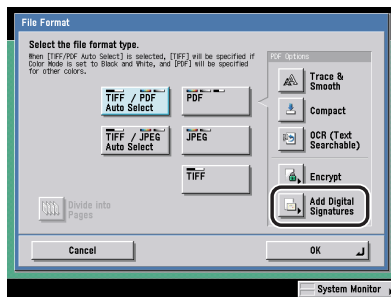 File Format
Select the file format type.
When [TIFF/PDF Auto Select] is selected, [TIFF] will be specified if
Color Mode is set to Black and White, and [PDF] will be specified
for other colors.
PDF Options
TIFF / PDF
Auto Select
PDF
TIFF / JPEG
Auto Select
JPEG
TIFF
Trace &
Smooth
Compact
OCR (Text
Searchable)
Encrypt
Add Digital
Signatures
Divide into
Pages
Cancel
OK
System Monitor